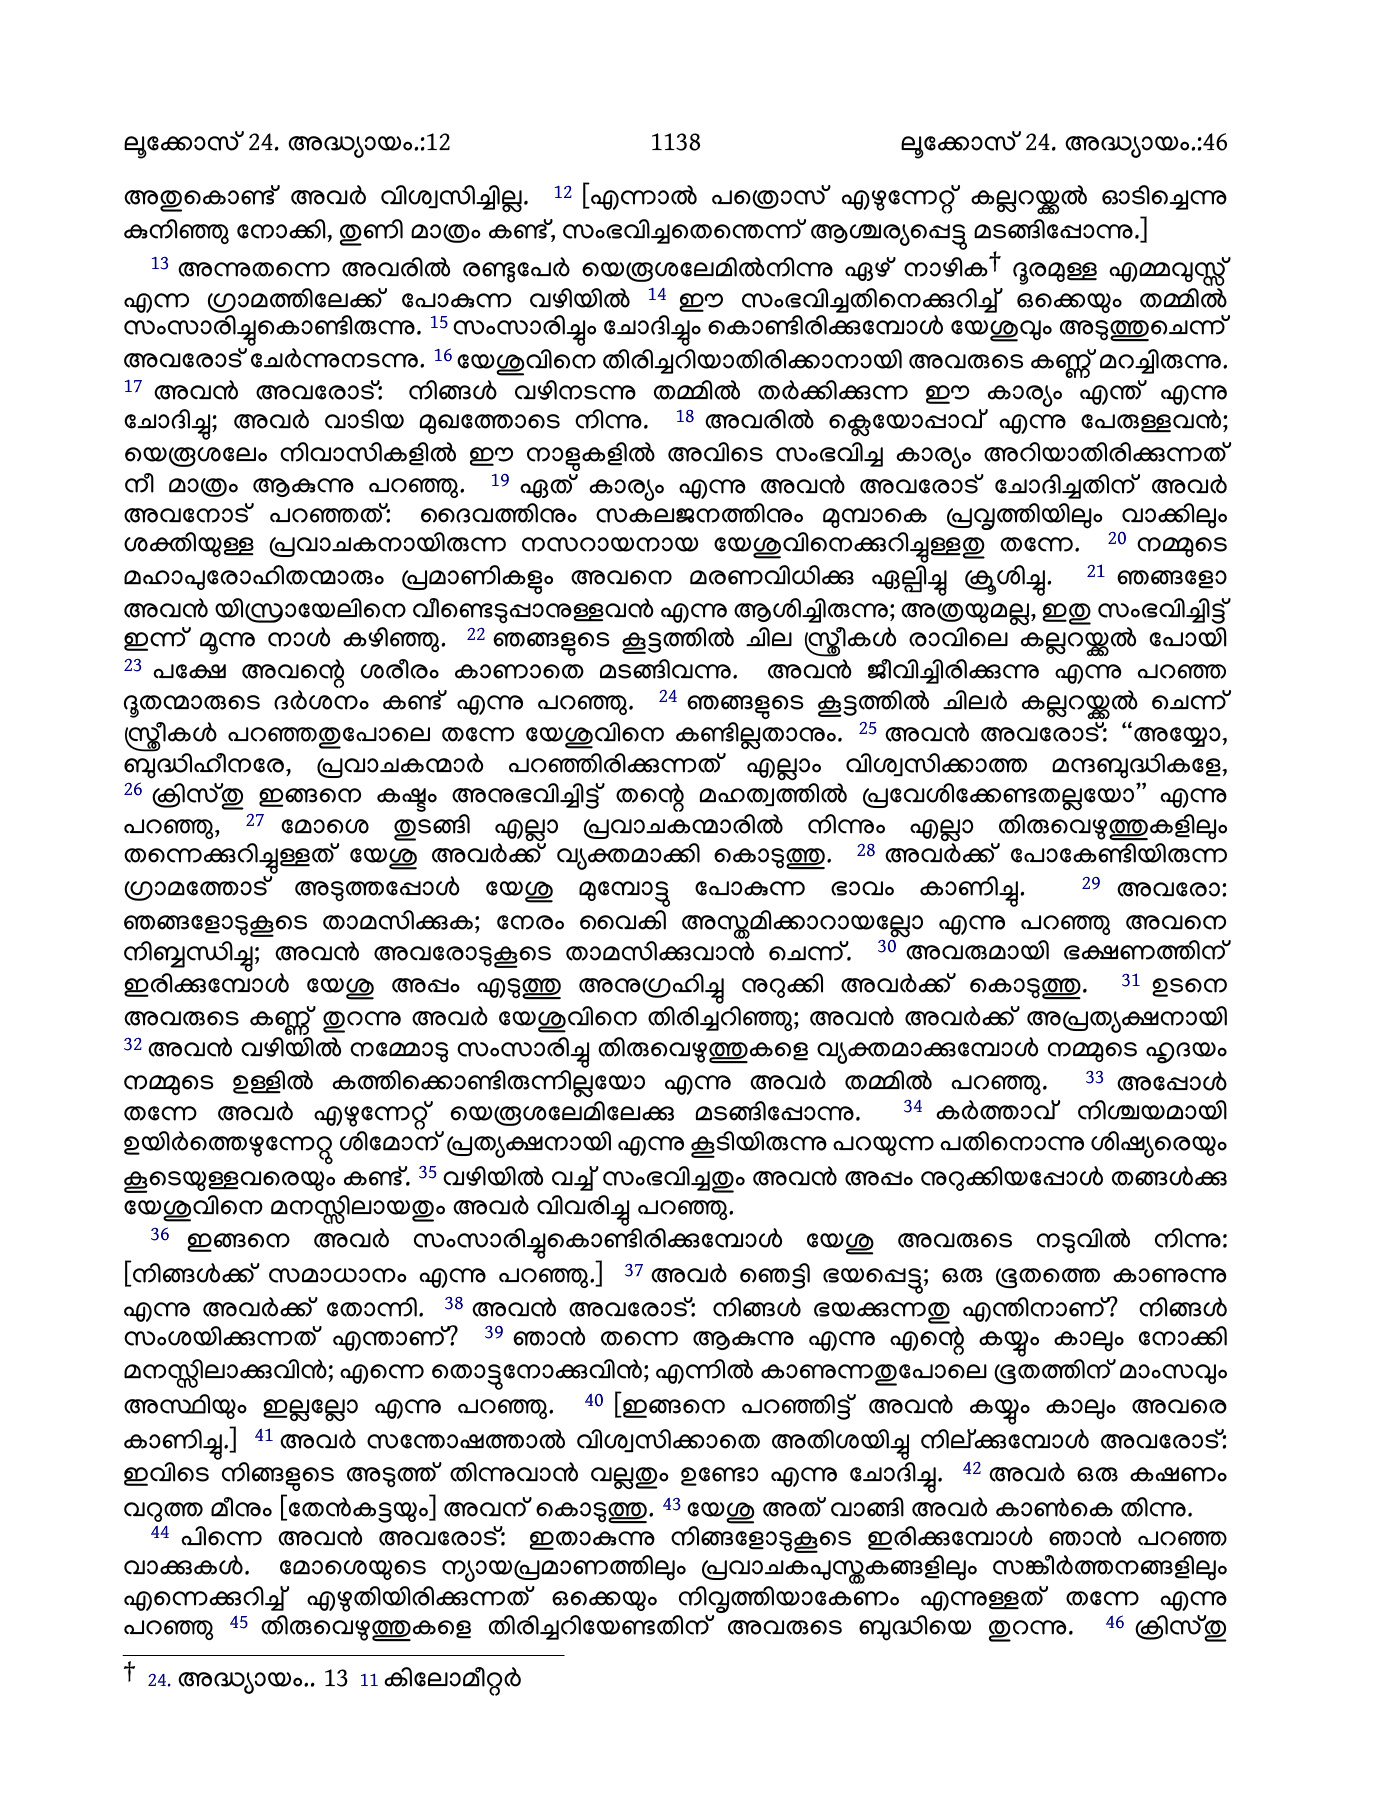 ലൂക്കോസ് 24. അദ്ധ്യായം.:12 1138 ലൂക്കോസ് 24. അദ്ധ്യായം.:46
അതുകൊണ്ട് അവർ വിശ്വസിച്ചില്ല. 12 [എന്നാൽ പത്രൊസ് എഴുന്നേറ്റ് കല്ലറയ്ക്കൽ ഓടിച്ചെന്നു
കുനിഞ്ഞു നോക്കി, തുണി മാത്രം കണ്ട്, സംഭവിച്ചതെന്തെന്ന് ആശ്ചര്യപ്പെട്ടു മടങ്ങിപ്പോന്നു.]
13 അന്നുതന്നെ അവരിൽ രണ്ടുപേർ യെരൂശലേമിൽനിന്നു ഏഴ് നാഴിക† ദൂരമുള്ള എമ്മവുസ്സ്
എന്ന ഗ്രാമത്തിലേക്ക് പോകുന്ന വഴിയിൽ 14 ഈ സംഭവിച്ചതിനെക്കുറിച്ച് ഒക്കെയും തമ്മിൽ
സംസാരിച്ചുകൊണ്ടിരുന്നു. 15 സംസാരിച്ചും ചോദിച്ചും കൊണ്ടിരിക്കുമ്പോൾ യേശുവും അടുത്തുചെന്ന്
അവരോട് ചേർന്നുനടന്നു. 16 യേശുവിനെ തിരിച്ചറിയാതിരിക്കാനായി അവരുടെ കണ്ണ് മറച്ചിരുന്നു.
17 അവൻ അവരോട്: നിങ്ങൾ വഴിനടന്നു തമ്മിൽ തർക്കിക്കുന്ന ഈ കാര്യം എന്ത് എന്നു
ചോദിച്ചു; അവർ വാടിയ മുഖത്തോടെ നിന്നു. 18 അവരിൽ ക്ലെയോപ്പാവ് എന്നു പേരുള്ളവൻ;
യെരൂശലേം നിവാസികളിൽ ഈ നാളുകളിൽ അവിടെ സംഭവിച്ച കാര്യം അറിയാതിരിക്കുന്നത്
നീ മാത്രം ആകുന്നു പറഞ്ഞു. 19 ഏത് കാര്യം എന്നു അവൻ അവരോട് ചോദിച്ചതിന് അവർ
അവനോട് പറഞ്ഞത്: ദൈവത്തിനും സകലജനത്തിനും മുമ്പാകെ പ്രവൃത്തിയിലും വാക്കിലും
ശക്തിയുള്ള പ്രവാചകനായിരുന്ന നസറായനായ യേശുവിനെക്കുറിച്ചുള്ളതു തന്നേ. 20 നമ്മുടെ
മഹാപുരോഹിതന്മാരും പ്രമാണികളും അവനെ മരണവിധിക്കു ഏല്പിച്ചു ക്രൂശിച്ചു. 21 ഞങ്ങളോ
അവൻ യിസ്രായേലിനെ വീണ്ടെടുപ്പാനുള്ളവൻ എന്നു ആശിച്ചിരുന്നു; അത്രയുമല്ല, ഇതു സംഭവിച്ചിട്ട്
ഇന്ന് മൂന്നു നാൾ കഴിഞ്ഞു. 22 ഞങ്ങളുടെ കൂട്ടത്തിൽ ചില സ്ത്രീകൾ രാവിലെ കല്ലറയ്ക്കൽ പോയി
23 പക്ഷേ അവന്റെ ശരീരം കാണാതെ മടങ്ങിവന്നു. അവൻ ജീവിച്ചിരിക്കുന്നു എന്നു പറഞ്ഞ
ദൂതന്മാരുടെ ദർശനം കണ്ട് എന്നു പറഞ്ഞു. 24 ഞങ്ങളുടെ കൂട്ടത്തിൽ ചിലർ കല്ലറയ്ക്കൽ ചെന്ന്
സ്ത്രീകൾ പറഞ്ഞതുപോലെ തന്നേ യേശുവിനെ കണ്ടില്ലതാനും. 25 അവൻ അവരോട്: “അയ്യോ,
ബുദ്ധിഹീനരേ, പ്രവാചകന്മാർ പറഞ്ഞിരിക്കുന്നത് എല്ലാം വിശ്വസിക്കാത്ത മന്ദബുദ്ധികളേ,
26 ക്രിസ്തു ഇങ്ങനെ കഷ്ടം അനുഭവിച്ചിട്ട് തന്റെ മഹത്വത്തിൽ പ്രവേശിക്കേണ്ടതല്ലയോ” എന്നു
പറഞ്ഞു, 27 മോശെ തുടങ്ങി എല്ലാ പ്രവാചകന്മാരിൽ നിന്നും എല്ലാ തിരുവെഴുത്തുകളിലും
തന്നെക്കുറിച്ചുള്ളത് യേശു അവർക്ക് വ്യക്തമാക്കി കൊടുത്തു. 28 അവർക്ക് പോകേണ്ടിയിരുന്ന
ഗ്രാമത്തോട് അടുത്തപ്പോൾ യേശു മുമ്പോട്ടു പോകുന്ന ഭാവം കാണിച്ചു. 29 അവരോ:
ഞങ്ങളോടുകൂടെ താമസിക്കുക; നേരം വൈകി അസ്തമിക്കാറായല്ലോ എന്നു പറഞ്ഞു അവനെ
നിബ്ബന്ധിച്ചു; അവൻ അവരോടുകൂടെ താമസിക്കുവാൻ ചെന്ന്. 30 അവരുമായി ഭക്ഷണത്തിന്
ഇരിക്കുമ്പോൾ യേശു അപ്പം എടുത്തു അനുഗ്രഹിച്ചു നുറുക്കി അവർക്ക് കൊടുത്തു. 31 ഉടനെ
അവരുടെ കണ്ണ് തുറന്നു അവർ യേശുവിനെ തിരിച്ചറിഞ്ഞു; അവൻ അവർക്ക് അപ്രത്യക്ഷനായി
32 അവൻ വഴിയിൽ നമ്മോടു സംസാരിച്ചു തിരുവെഴുത്തുകളെ വ്യക്തമാക്കുമ്പോൾ നമ്മുടെ ഹൃദയം
നമ്മുടെ ഉള്ളിൽ കത്തിക്കൊണ്ടിരുന്നില്ലയോ എന്നു അവർ തമ്മിൽ പറഞ്ഞു. 33 അപ്പോൾ
തന്നേ അവർ എഴുന്നേറ്റ് യെരൂശലേമിലേക്കു മടങ്ങിപ്പോന്നു. 34 കർത്താവ് നിശ്ചയമായി
ഉയിർത്തെഴുന്നേറ്റു ശിമോന് പ്രത്യക്ഷനായി എന്നു കൂടിയിരുന്നു പറയുന്ന പതിനൊന്നു ശിഷ്യരെയും
കൂടെയുള്ളവരെയും കണ്ട്. 35 വഴിയിൽ വച്ച് സംഭവിച്ചതും അവൻ അപ്പം നുറുക്കിയപ്പോൾ തങ്ങൾക്കു
യേശുവിനെ മനസ്സിലായതും അവർ വിവരിച്ചു പറഞ്ഞു.
36 ഇങ്ങനെ അവർ സംസാരിച്ചുകൊണ്ടിരിക്കുമ്പോൾ യേശു അവരുടെ നടുവിൽ നിന്നു:
[നിങ്ങൾക്ക് സമാധാനം എന്നു പറഞ്ഞു.] 37 അവർ ഞെട്ടി ഭയപ്പെട്ടു; ഒരു ഭൂതത്തെ കാണുന്നു
എന്നു അവർക്ക് തോന്നി. 38 അവൻ അവരോട്: നിങ്ങൾ ഭയക്കുന്നതു എന്തിനാണ്? നിങ്ങൾ
സംശയിക്കുന്നത് എന്താണ്? 39 ഞാൻ തന്നെ ആകുന്നു എന്നു എന്റെ കയ്യും കാലും നോക്കി
മനസ്സിലാക്കുവിൻ; എന്നെ തൊട്ടുനോക്കുവിൻ; എന്നിൽ കാണുന്നതുപോലെ ഭൂതത്തിന് മാംസവും
അസ്ഥിയും ഇല്ലല്ലോ എന്നു പറഞ്ഞു. 40 [ഇങ്ങനെ പറഞ്ഞിട്ട് അവൻ കയ്യും കാലും അവരെ
കാണിച്ചു.] 41 അവർ സന്തോഷത്താൽ വിശ്വസിക്കാതെ അതിശയിച്ചു നില്ക്കുമ്പോൾ അവരോട്:
ഇവിടെ നിങ്ങളുടെ അടുത്ത് തിന്നുവാൻ വല്ലതും ഉണ്ടോ എന്നു ചോദിച്ചു. 42 അവർ ഒരു കഷണം
വറുത്ത മീനും [തേൻകട്ടയും] അവന് കൊടുത്തു. 43 യേശു അത് വാങ്ങി അവർ കാൺകെ തിന്നു.
44 പിന്നെ അവൻ അവരോട്: ഇതാകുന്നു നിങ്ങളോടുകൂടെ ഇരിക്കുമ്പോൾ ഞാൻ പറഞ്ഞ
വാക്കുകൾ. മോശെയുടെ ന്യായപ്രമാണത്തിലും പ്രവാചകപുസ്തകങ്ങളിലും സങ്കീർത്തനങ്ങളിലും
എന്നെക്കുറിച്ച് എഴുതിയിരിക്കുന്നത് ഒക്കെയും നിവൃത്തിയാകേണം എന്നുള്ളത് തന്നേ എന്നു
പറഞ്ഞു 45 തിരുവെഴുത്തുകളെ തിരിച്ചറിയേണ്ടതിന് അവരുടെ ബുദ്ധിയെ തുറന്നു. 46 ക്രിസ്തു
† 24. അദ്ധ്യായം.. 13 11 കിലോമീറ്റർ